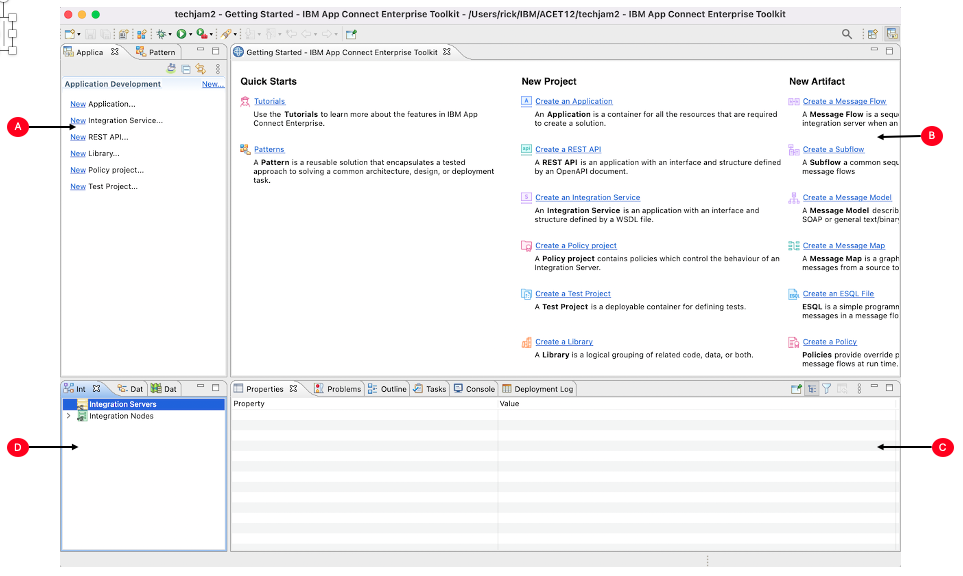 techjam2 - Getting Started - IBM App Connect Enterprise Toolkit - /Users/rick/IBM/ACET12/techjam2 - IBM App Connect Enterprise Toolkit
Applica
Pattern
Application Development
New...
New Application...
New Integration Service...
New REST API...
New Library...
New Policy project...
New Test Project...
A
Getting Started - IBM App Connect Enterprise Toolkit
Quick Starts
Tutorials
Use the Tutorials to learn more about the features in IBM App
Connect Enterprise.
Patterns
A Pattern is a reusable solution that encapsulates a tested
approach to solving a common architecture, design, or deployment
task.
New Project
A
Create an Application
An Application is a container for all the resources that are required
to create a solution.
api
Create a REST API
A REST API is an application with an interface and structure defined
by an OpenAPI document.
S
Create an Integration Service
An Integration Service is an application with an interface and
structure defined by a WSDL file.
Create a Policy project
A Policy project contains policies which control the behaviour of an
Integration Server.
Create a Test Project
A Test Project is a deployable container for defining tests.
Create a Library
A Library is a logical grouping of related code, data, or both.
New Artifact
Create a Message Flow
A Message Flow is a sequ
integration server when an
Create a Subflow
A Subflow a common sequ
message flows
Create a Message Model
A Message Model describ
SOAP or general text/binary
Create a Message Map
A Message Map is a graph
messages from a source to
Create an ESQL File
ESQL is a simple programm
messages in a message flo
Create a Policy
Policies provide override p
message flows at run time.
B
Int
Dat
Dat
Integration Servers
Integration Nodes
D
Properties
Problems
Outline
Tasks
Console
Deployment Log
Property
Value
C